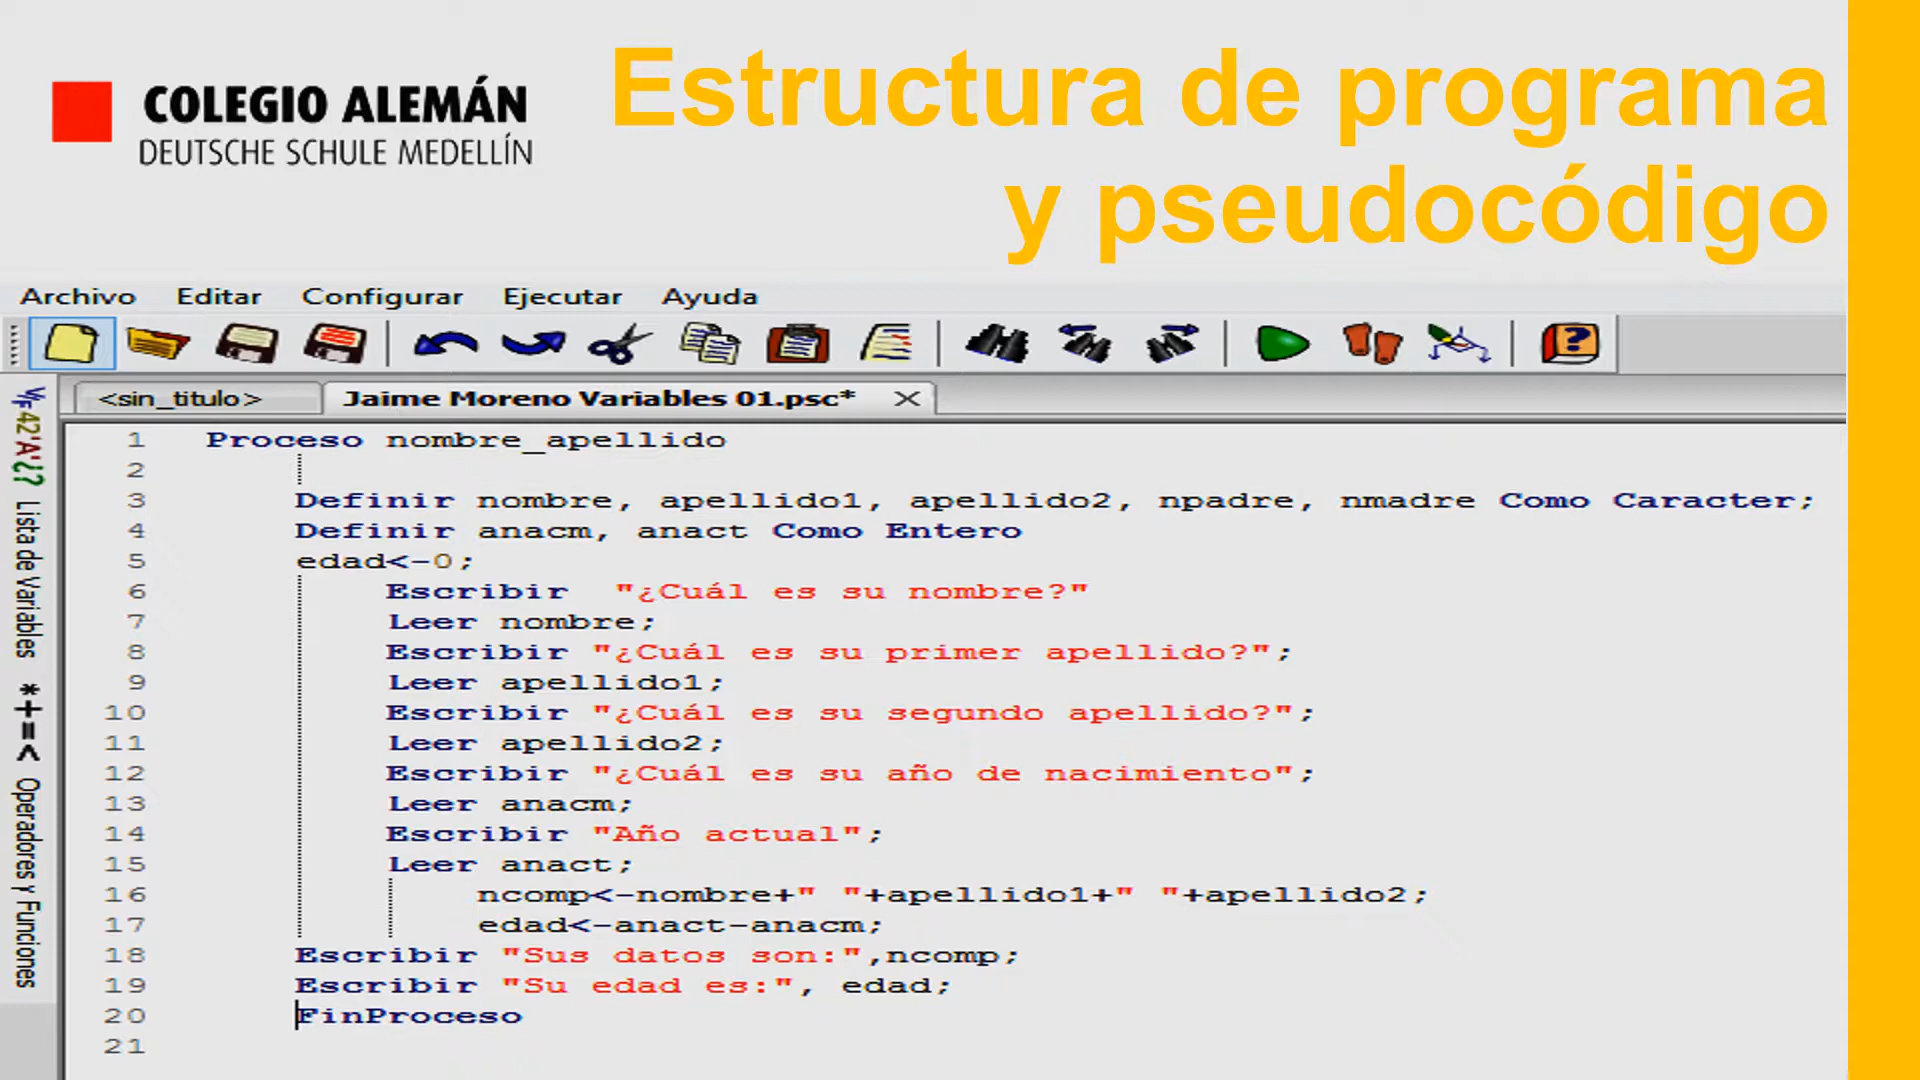 COLEGIO ALEMÁN
DEUTSCHE SCHULE MEDELLÍN
Estructura de programa
y pseudocódigo
Archivo Editar Configurar Ejecutar Ayuda
<sin_titulo> Jaime Moreno Variables 01.psc*
Lista de Variables
*+=< Operadores y Funciones
1 Proceso nombre_apellido
2
3 Definir nombre, apellido1, apellido2, npadre, nmadre Como Caracter;
4 Definir anacm, anact Como Entero
5 edad<-0;
6 Escribir "¿Cuál es su nombre?"
7 Leer nombre;
8 Escribir "¿Cuál es su primer apellido?";
9 Leer apellido1;
10 Escribir "¿Cuál es su segundo apellido?";
11 Leer apellido2;
12 Escribir "¿Cuál es su año de nacimiento";
13 Leer anacm;
14 Escribir "Año actual";
15 Leer anact;
16 ncomp<-nombre+" "+apellido1+" "+apellido2;
17 edad<-anact-anacm;
18 Escribir "Sus datos son:",ncomp;
19 Escribir "Su edad es:", edad;
20 FinProceso
21